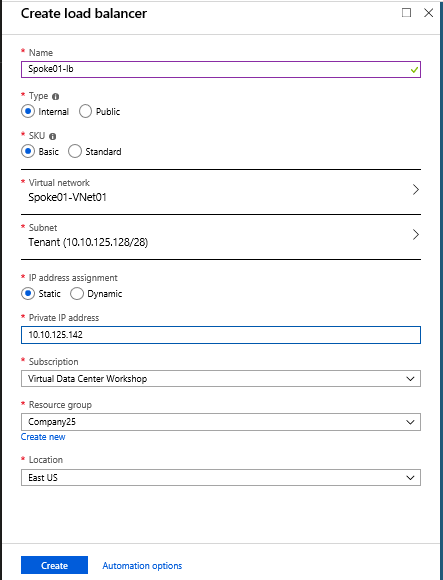 Create load balancer
* Name
Spoke01-lb
* Type
Internal Public
* SKU
Basic Standard
* Virtual network
Spoke01-VNet01
* Subnet
Tenant (10.10.125.128/28)
* IP address assignment
Static Dynamic
* Private IP address
10.10.125.142
* Subscription
Virtual Data Center Workshop
* Resource group
Company25
Create new
* Location
East US
Create Automation options